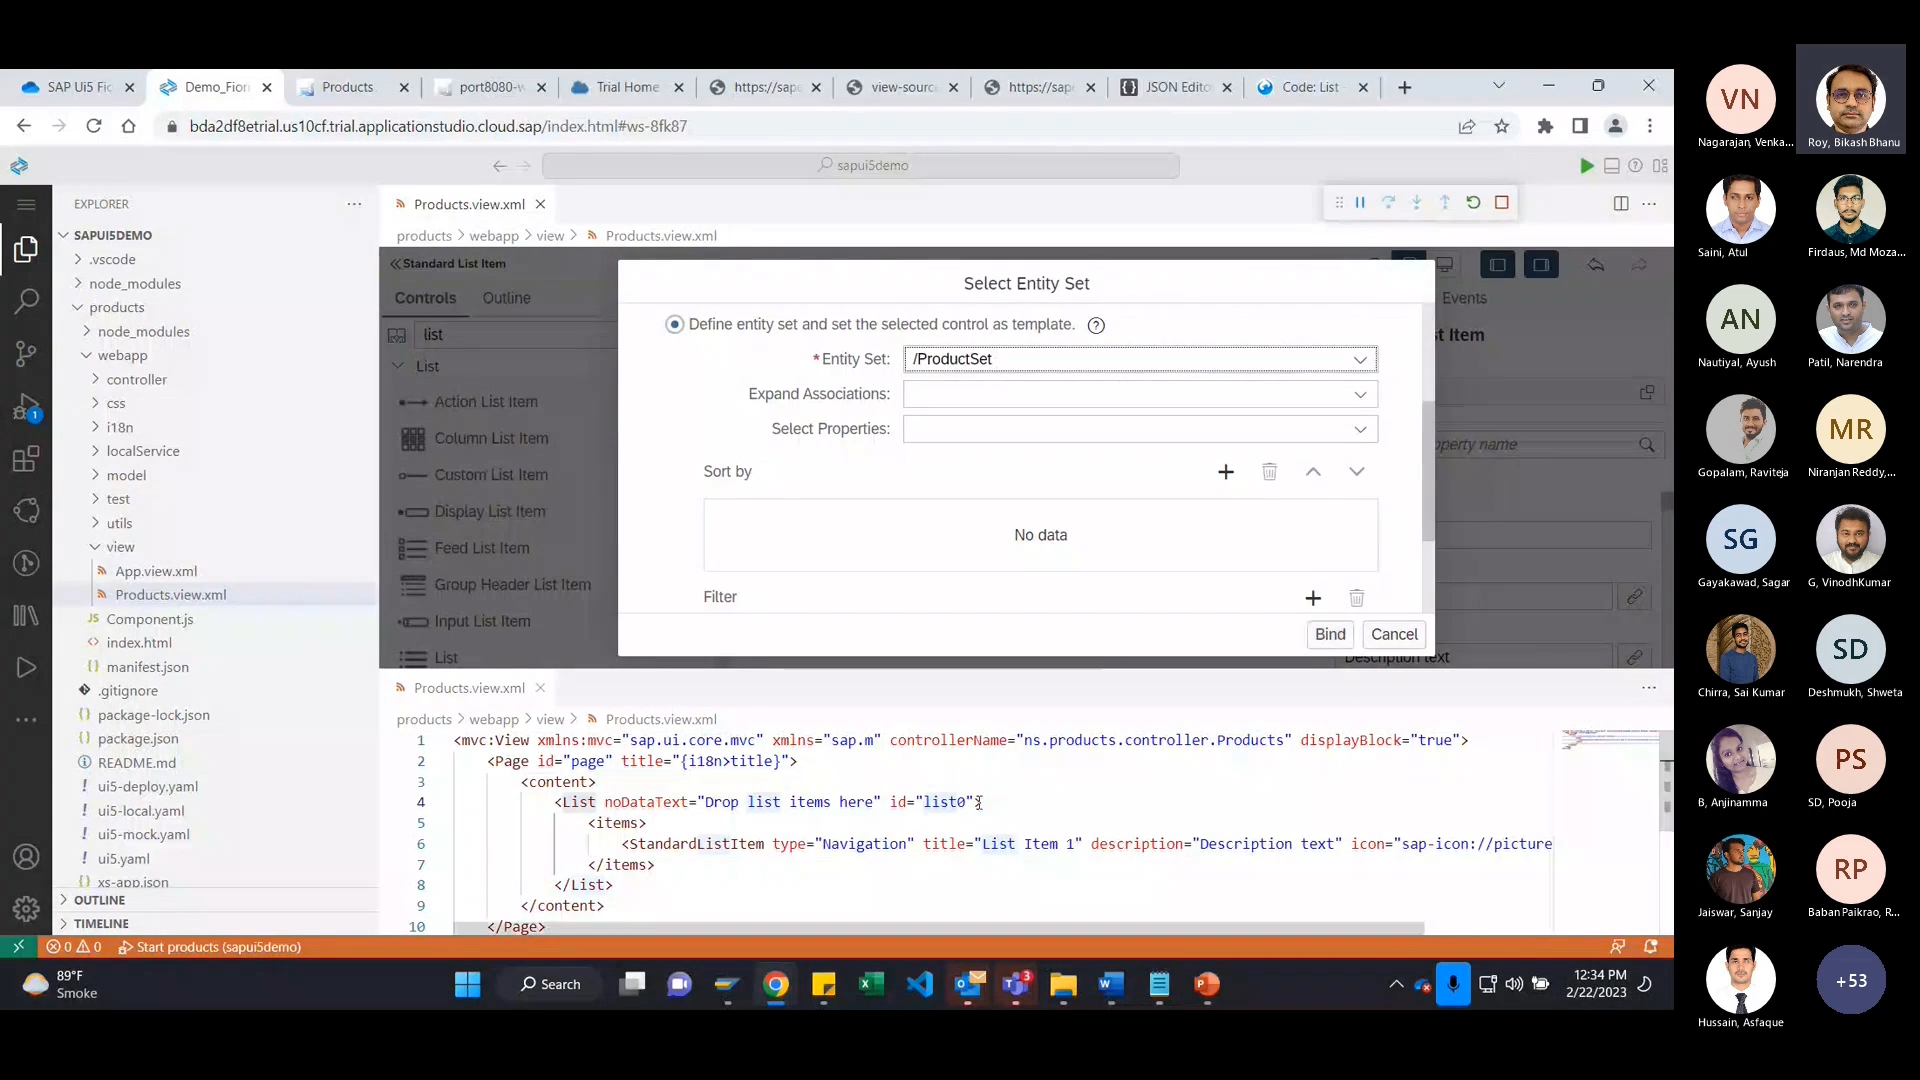 SAP Ui5 Fic
Demo_Fiori
Products
port8080-w
Trial Home
https://sap
view-sourc
https://sap
JSON Edito
Code: List
bda2df8etrial.us10cf.trial.applicationstudio.cloud.sap/index.html#ws-8fk87
sapui5demo
EXPLORER
SAPUI5DEMO
.vscode
node_modules
products
node_modules
webapp
controller
css
i18n
localService
model
test
utils
view
App.view.xml
Products.view.xml
JS Component.js
<> index.html
{} manifest.json
.gitignore
{} package-lock.json
{} package.json
README.md
! ui5-deploy.yaml
! ui5-local.yaml
! ui5-mock.yaml
! ui5.yaml
{} xs-app.json
OUTLINE
TIMELINE
1
Products.view.xml
products > webapp > view > Products.view.xml
Standard List Item
Controls
Outline
list
List
Action List Item
Column List Item
Custom List Item
Display List Item
Feed List Item
Group Header List Item
Input List Item
List
Events
st Item
perty name
Description text
Select Entity Set
Define entity set and set the selected control as template.
*Entity Set: /ProductSet
Expand Associations:
Select Properties:
Sort by
No data
Filter
Bind
Cancel
Products.view.xml
products > webapp > view > Products.view.xml
1 <mvc:View xmlns:mvc="sap.ui.core.mvc" xmlns="sap.m" controllerName="ns.products.controller.Products" displayBlock="true">
2 <Page id="page" title="{i18n>title}">
3 <content>
4 <List noDataText="Drop list items here" id="list0">
5 <items>
6 <StandardListItem type="Navigation" title="List Item 1" description="Description text" icon="sap-icon://picture
7 </items>
8 </List>
9 </content>
10 </Page>
0 0
Start products (sapui5demo)
89°F
Smoke
Search
3
12:34 PM
2/22/2023
VN
Nagarajan, Venka...
Roy, Bikash Bhanu
Saini, Atul
Firdaus, Md Moza...
AN
Nautiyal, Ayush
Patil, Narendra
Gopalam, Raviteja
MR
Niranjan Reddy,...
SG
Gayakawad, Sagar
G, VinodhKumar
Chirra, Sai Kumar
SD
Deshmukh, Shweta
B, Anjinamma
PS
SD, Pooja
Jaiswar, Sanjay
RP
Baban Paikrao, R...
Hussain, Asfaque
+53